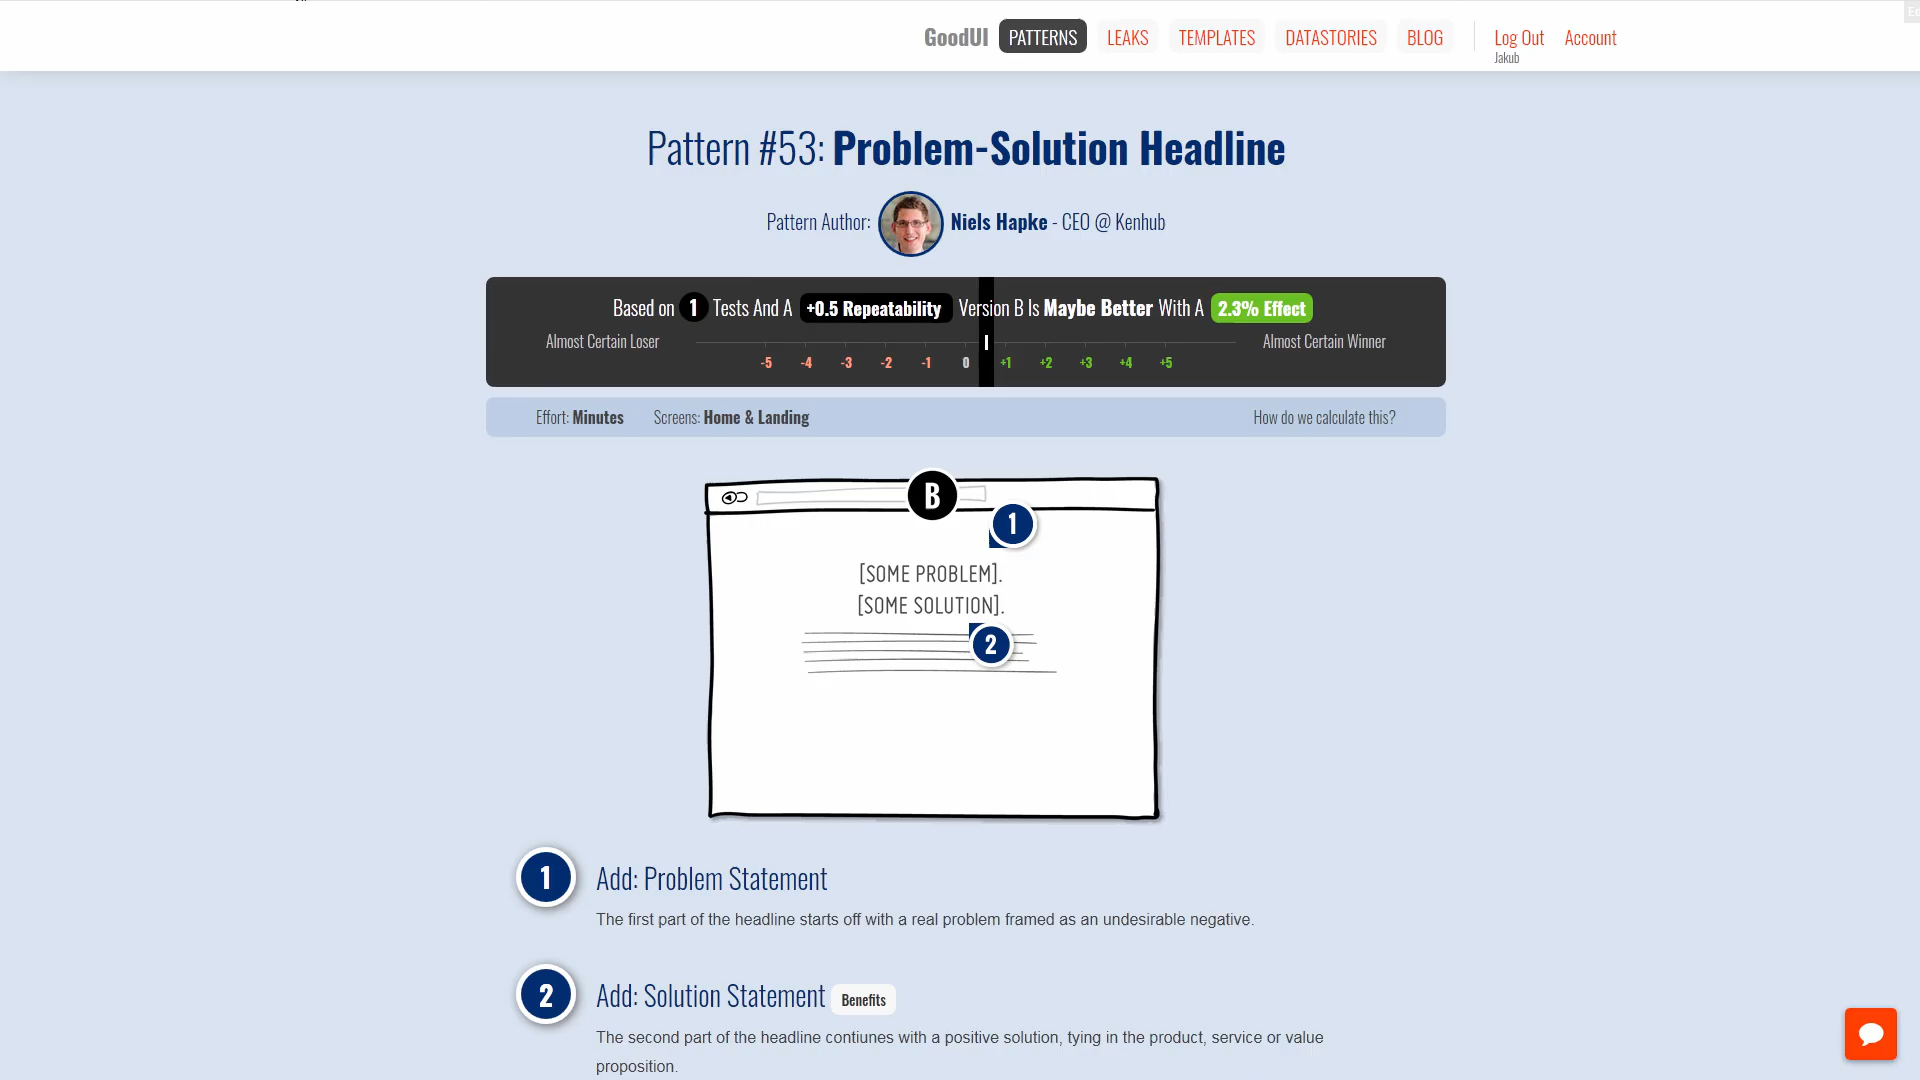 GoodUI PATTERNS LEAKS TEMPLATES DATASTORIES BLOG Log Out Account
Jakub
Pattern #53: Problem-Solution Headline
Pattern Author: Niels Hapke - CEO @ Kenhub
Based on 1 Tests And A +0.5 Repeatability Version B Is Maybe Better With A 2.3% Effect
Almost Certain Loser Almost Certain Winner
-5 -4 -3 -2 -1 0 +1 +2 +3 +4 +5
Effort: Minutes Screens: Home & Landing How do we calculate this?
B
1
[SOME PROBLEM].
[SOME SOLUTION].
2
1 Add: Problem Statement
The first part of the headline starts off with a real problem framed as an undesirable negative.
2 Add: Solution Statement Benefits
The second part of the headline contiunes with a positive solution, tying in the product, service or value
proposition.